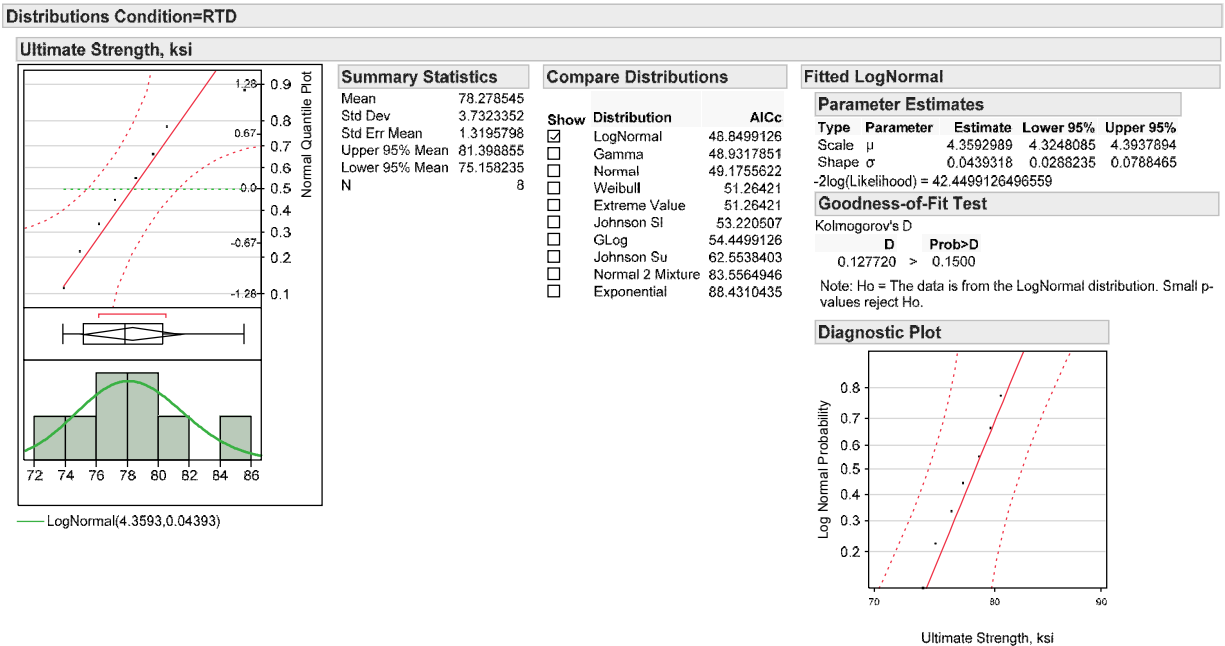 Distributions Condition=RTD
Ultimate Strength, ksi
1.28 0.9
0.8
0.67
0.7
0.6
0.0 0.5
0.4
0.3
-0.67
0.2
-1.28 0.1
Normal Quantile Plot
72 74 76 78 80 82 84 86
LogNormal(4.3593,0.04393)
Summary Statistics
Mean 78.278545
Std Dev 3.7323352
Std Err Mean 1.3195798
Upper 95% Mean 81.398855
Lower 95% Mean 75.158235
N 8
Compare Distributions
Show Distribution AICc
LogNormal 48.8499126
Gamma 48.9317851
Normal 49.1755622
Weibull 51.26421
Extreme Value 51.26421
Johnson Sl 53.220507
GLog 54.4499126
Johnson Su 62.5538403
Normal 2 Mixture 83.5564946
Exponential 88.4310435
Fitted LogNormal
Parameter Estimates
Type Parameter Estimate Lower 95% Upper 95%
Scale μ 4.3592989 4.3248085 4.3937894
Shape σ 0.0439318 0.0288235 0.0788465
-2log(Likelihood) = 42.4499126496559
Goodness-of-Fit Test
Kolmogorov's D
D Prob>D
0.127720 > 0.1500
Note: Ho = The data is from the LogNormal distribution. Small p-
values reject Ho.
Diagnostic Plot
Log Normal Probability
0.8
0.7
0.6
0.5
0.4
0.3
0.2
70 80 90
Ultimate Strength, ksi